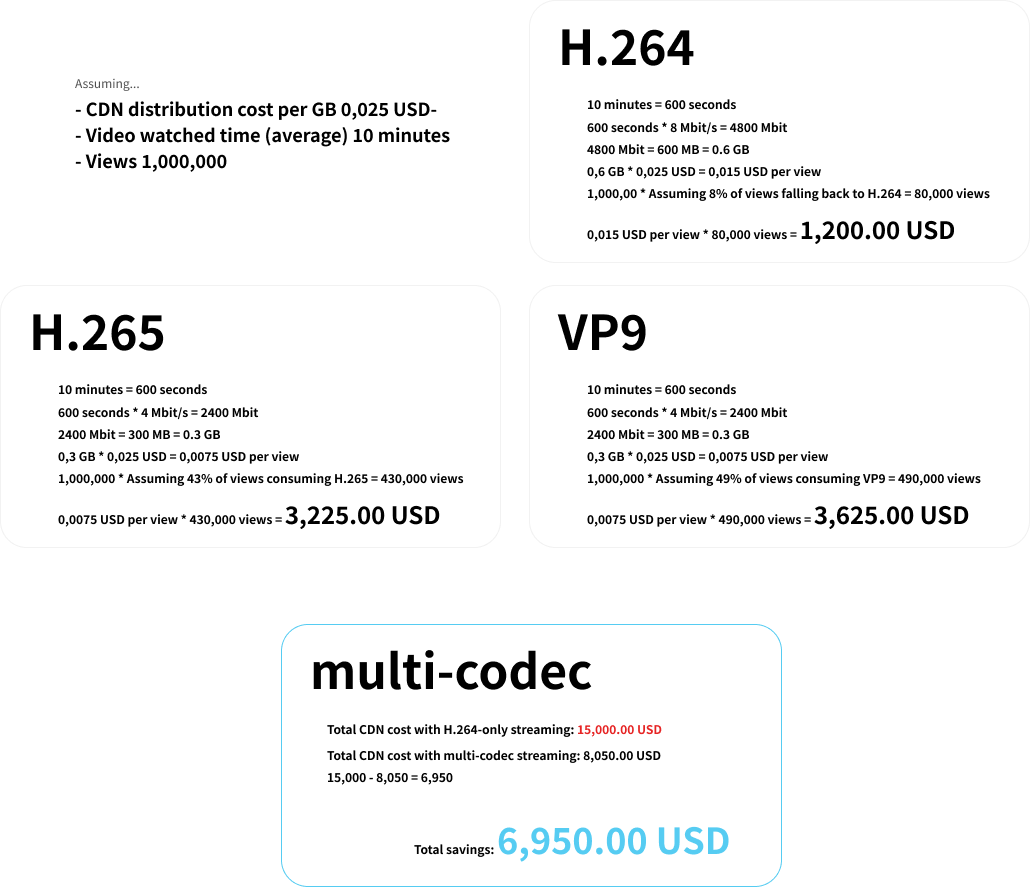 Assuming...
- CDN distribution cost per GB 0,025 USD-
- Video watched time (average) 10 minutes
- Views 1,000,000
H.264
10 minutes = 600 seconds
600 seconds * 8 Mbit/s = 4800 Mbit
4800 Mbit = 600 MB = 0.6 GB
0,6 GB * 0,025 USD = 0,015 USD per view
1,000,00 * Assuming 8% of views falling back to H.264 = 80,000 views
0,015 USD per view * 80,000 views = 1,200.00 USD
H.265
10 minutes = 600 seconds
600 seconds * 4 Mbit/s = 2400 Mbit
2400 Mbit = 300 MB = 0.3 GB
0,3 GB * 0,025 USD = 0,0075 USD per view
1,000,000 * Assuming 43% of views consuming H.265 = 430,000 views
0,0075 USD per view * 430,000 views = 3,225.00 USD
VP9
10 minutes = 600 seconds
600 seconds * 4 Mbit/s = 2400 Mbit
2400 Mbit = 300 MB = 0.3 GB
0,3 GB * 0,025 USD = 0,0075 USD per view
1,000,000 * Assuming 49% of views consuming VP9 = 490,000 views
0,0075 USD per view * 490,000 views = 3,625.00 USD
multi-codec
Total CDN cost with H.264-only streaming: 15,000.00 USD
Total CDN cost with multi-codec streaming: 8,050.00 USD
15,000 - 8,050 = 6,950
Total savings: 6,950.00 USD